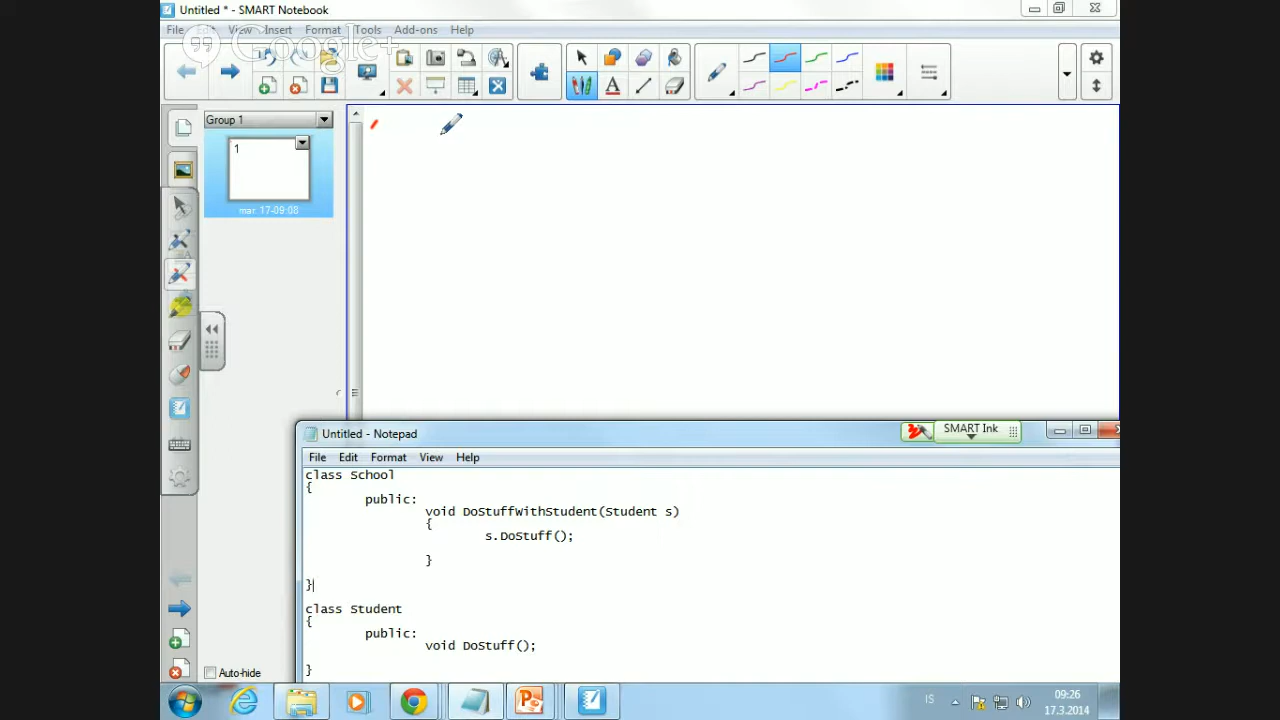 Untitled * - SMART Notebook
File Edit View Insert Format Tools Add-ons Help
Google+
A
Group 1
1
mar 17-09:08
Untitled - Notepad
SMART Ink
File Edit Format View Help
class School
{
public:
void DoStuffWithStudent(Student s)
{
s.DoStuff();
}
}
class Student
{
public:
void DoStuff();
}
Auto-hide
IS
09:26
17.3.2014